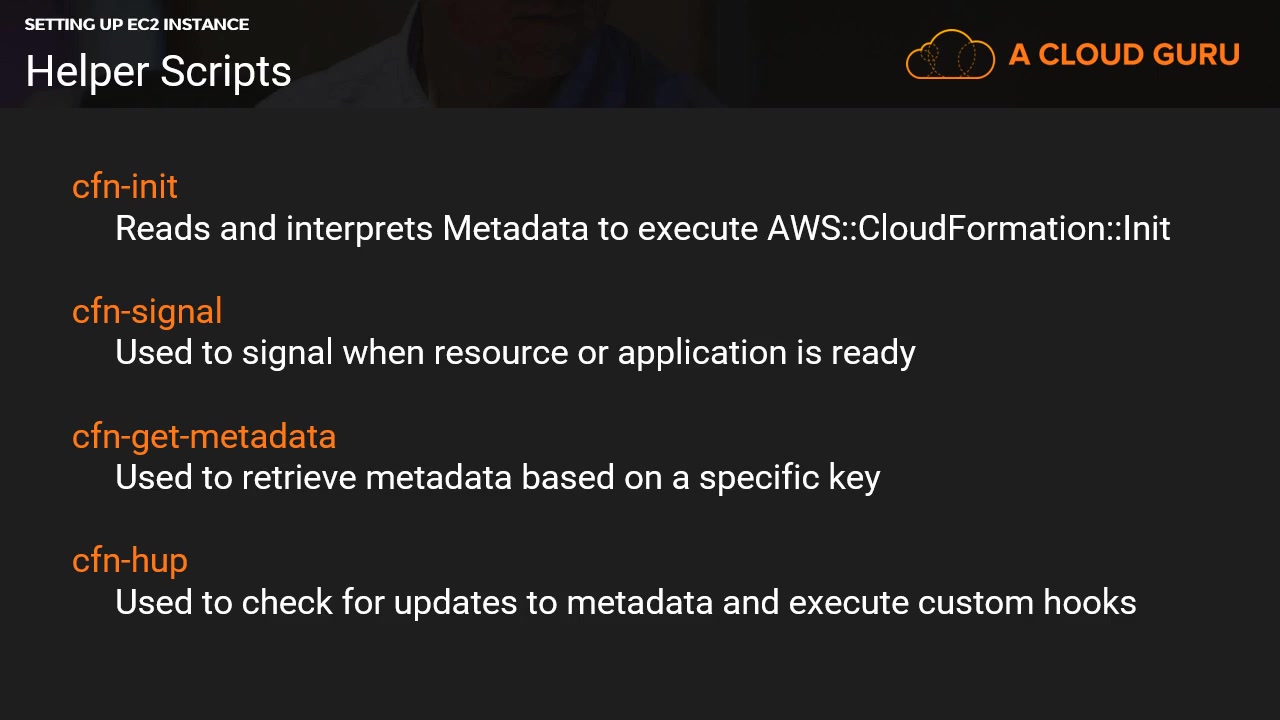 SETTING UP EC2 INSTANCE
Helper Scripts
A CLOUD GURU
cfn-init
Reads and interprets Metadata to execute AWS::CloudFormation::Init
cfn-signal
Used to signal when resource or application is ready
cfn-get-metadata
Used to retrieve metadata based on a specific key
cfn-hup
Used to check for updates to metadata and execute custom hooks